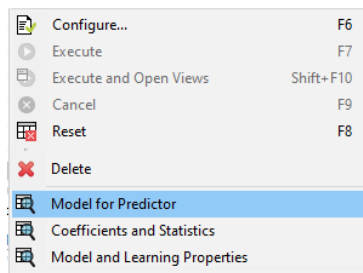 Configure... F6
Execute F7
Execute and Open Views Shift+F10
Cancel F9
Reset F8
Delete
Model for Predictor
Coefficients and Statistics
Model and Learning Properties